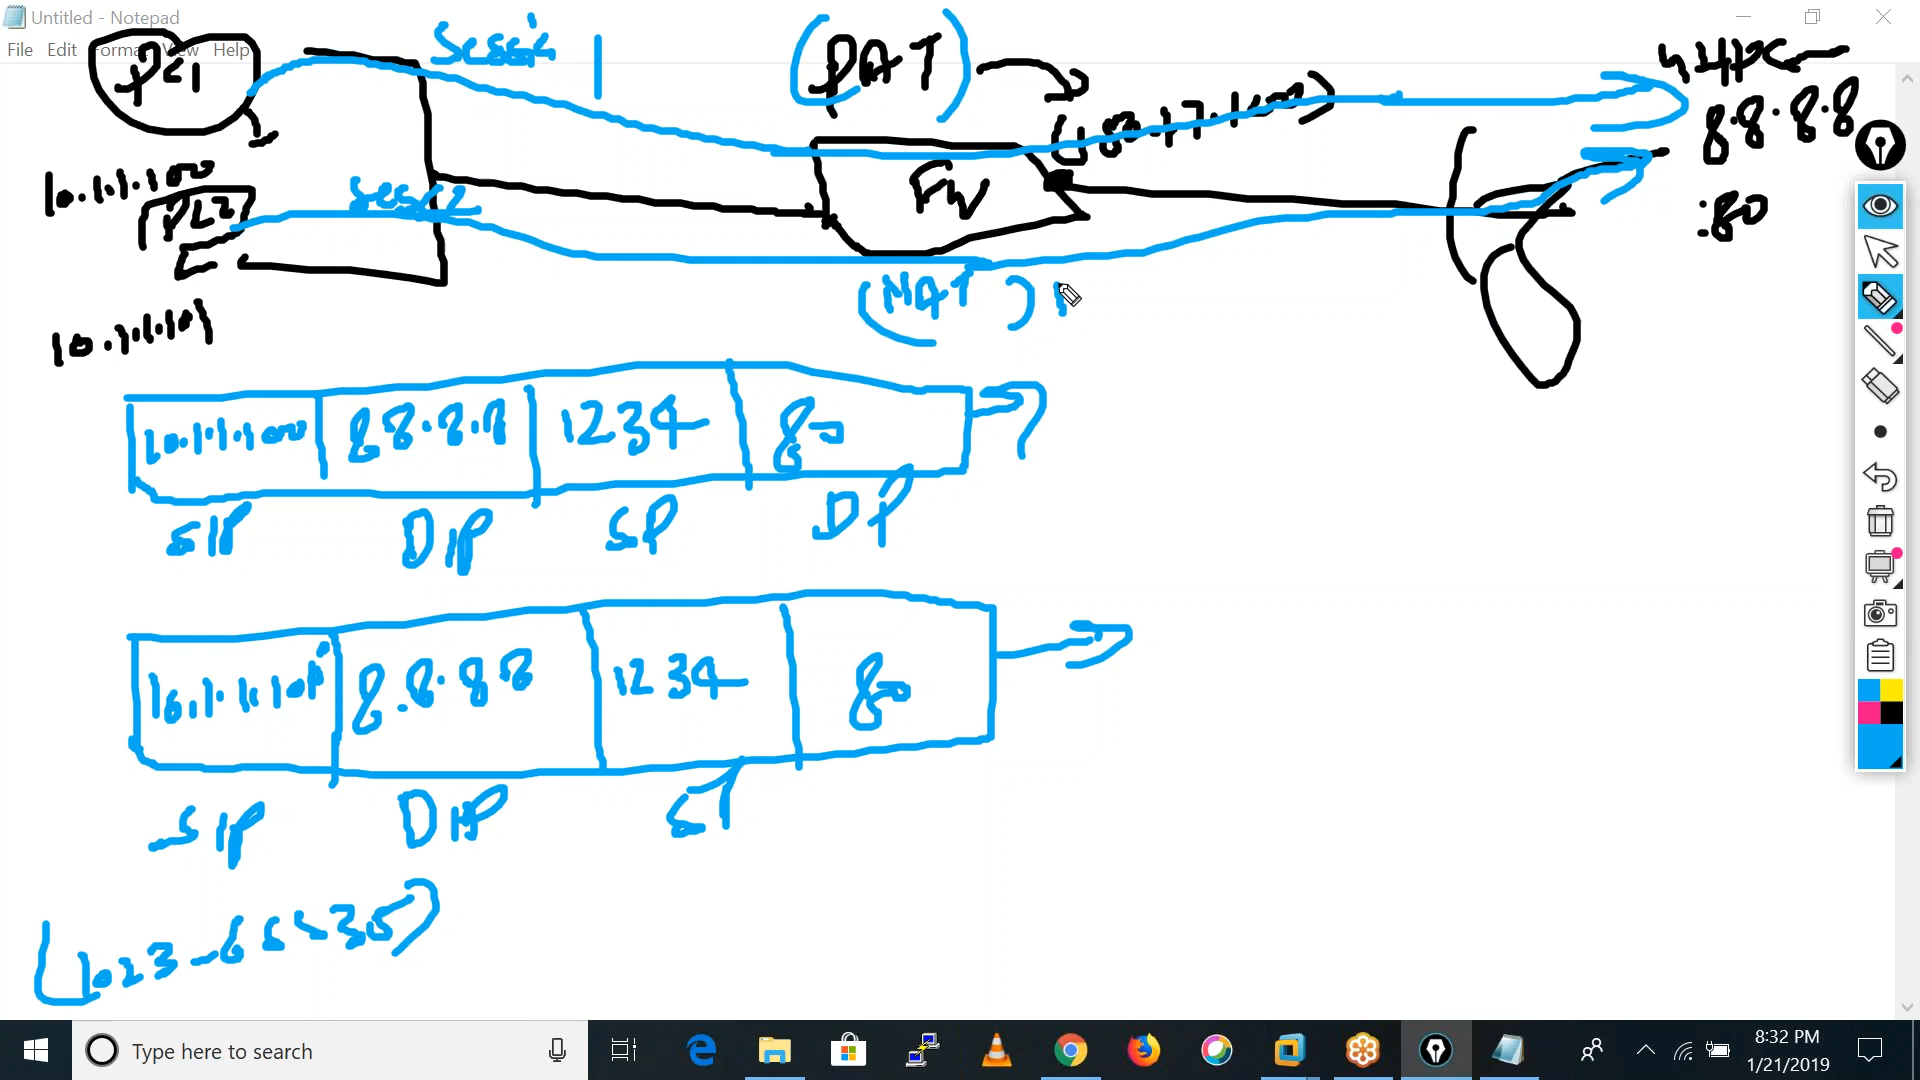 Untitled - Notepad
File Edit Format View Help
PC1
Sessi 1
(PAT)
8.8.8.8
:80
10.1.1.100
PC2
Sess 2
FW
(NAT)
10.1.1.101
10.1.1.100 8.8.8.8 1234 80
SIP DIP SP DP
10.1.1.101 8.8.8.8 1234 80
SIP DIP SP
1023-65535
Type here to search
8:32 PM
1/21/2019